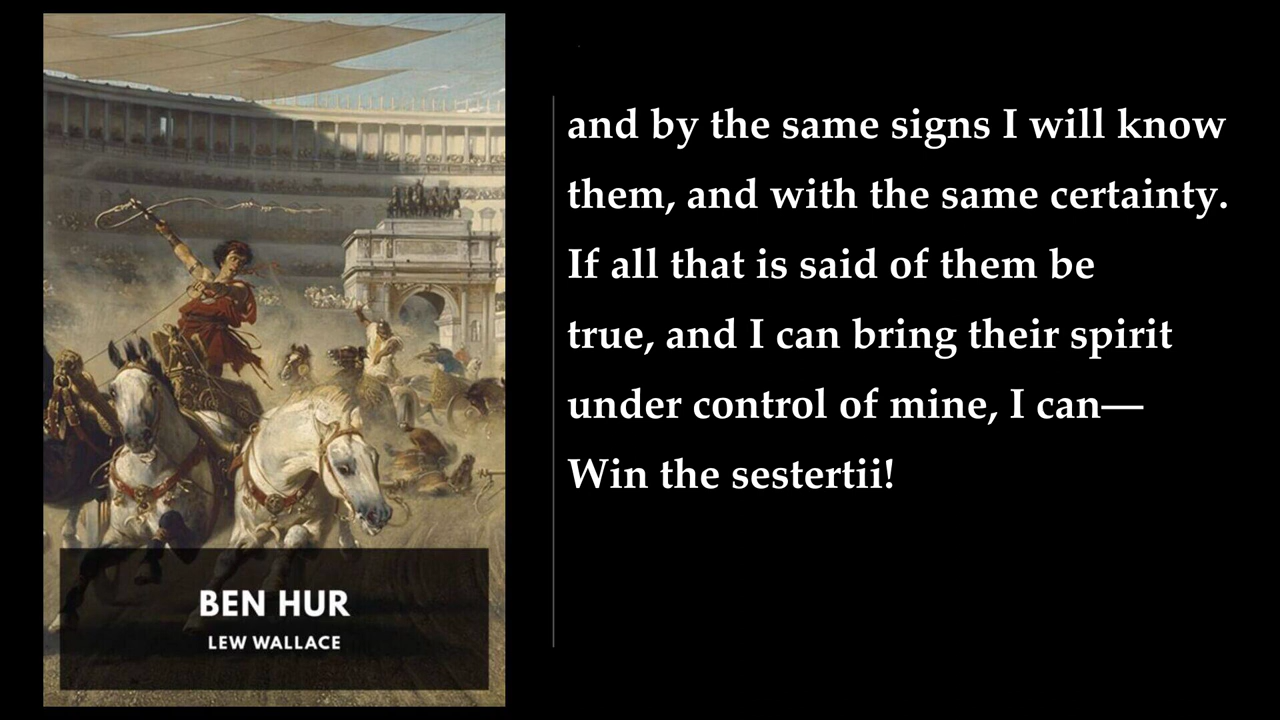 and by the same signs I will know
them, and with the same certainty.
If all that is said of them be
true, and I can bring their spirit
under control of mine, I can—
Win the sestertii!
BEN HUR
LEW WALLACE